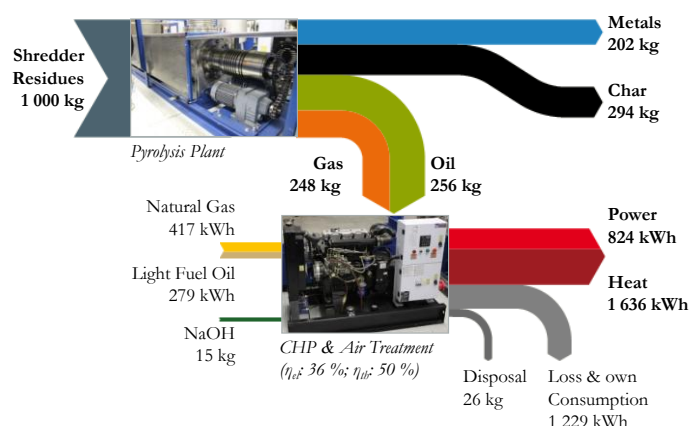 Metals
202 kg
Shredder
Residues
1 000 kg
Char
294 kg
Pyrolysis Plant
Gas
248 kg
Oil
256 kg
Natural Gas
417 kWh
Power
824 kWh
Light Fuel Oil
279 kWh
Heat
1 636 kWh
NaOH
15 kg
CHP & Air Treatment
(ηel: 36 %; ηth: 50 %)
Disposal
26 kg
Loss & own
Consumption
1 229 kWh